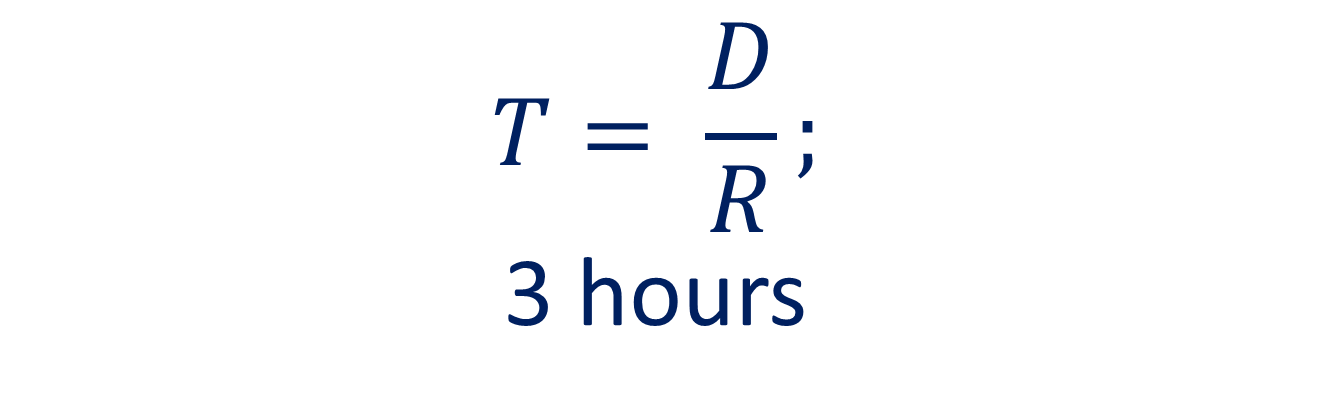 T = D/R;
3 hours